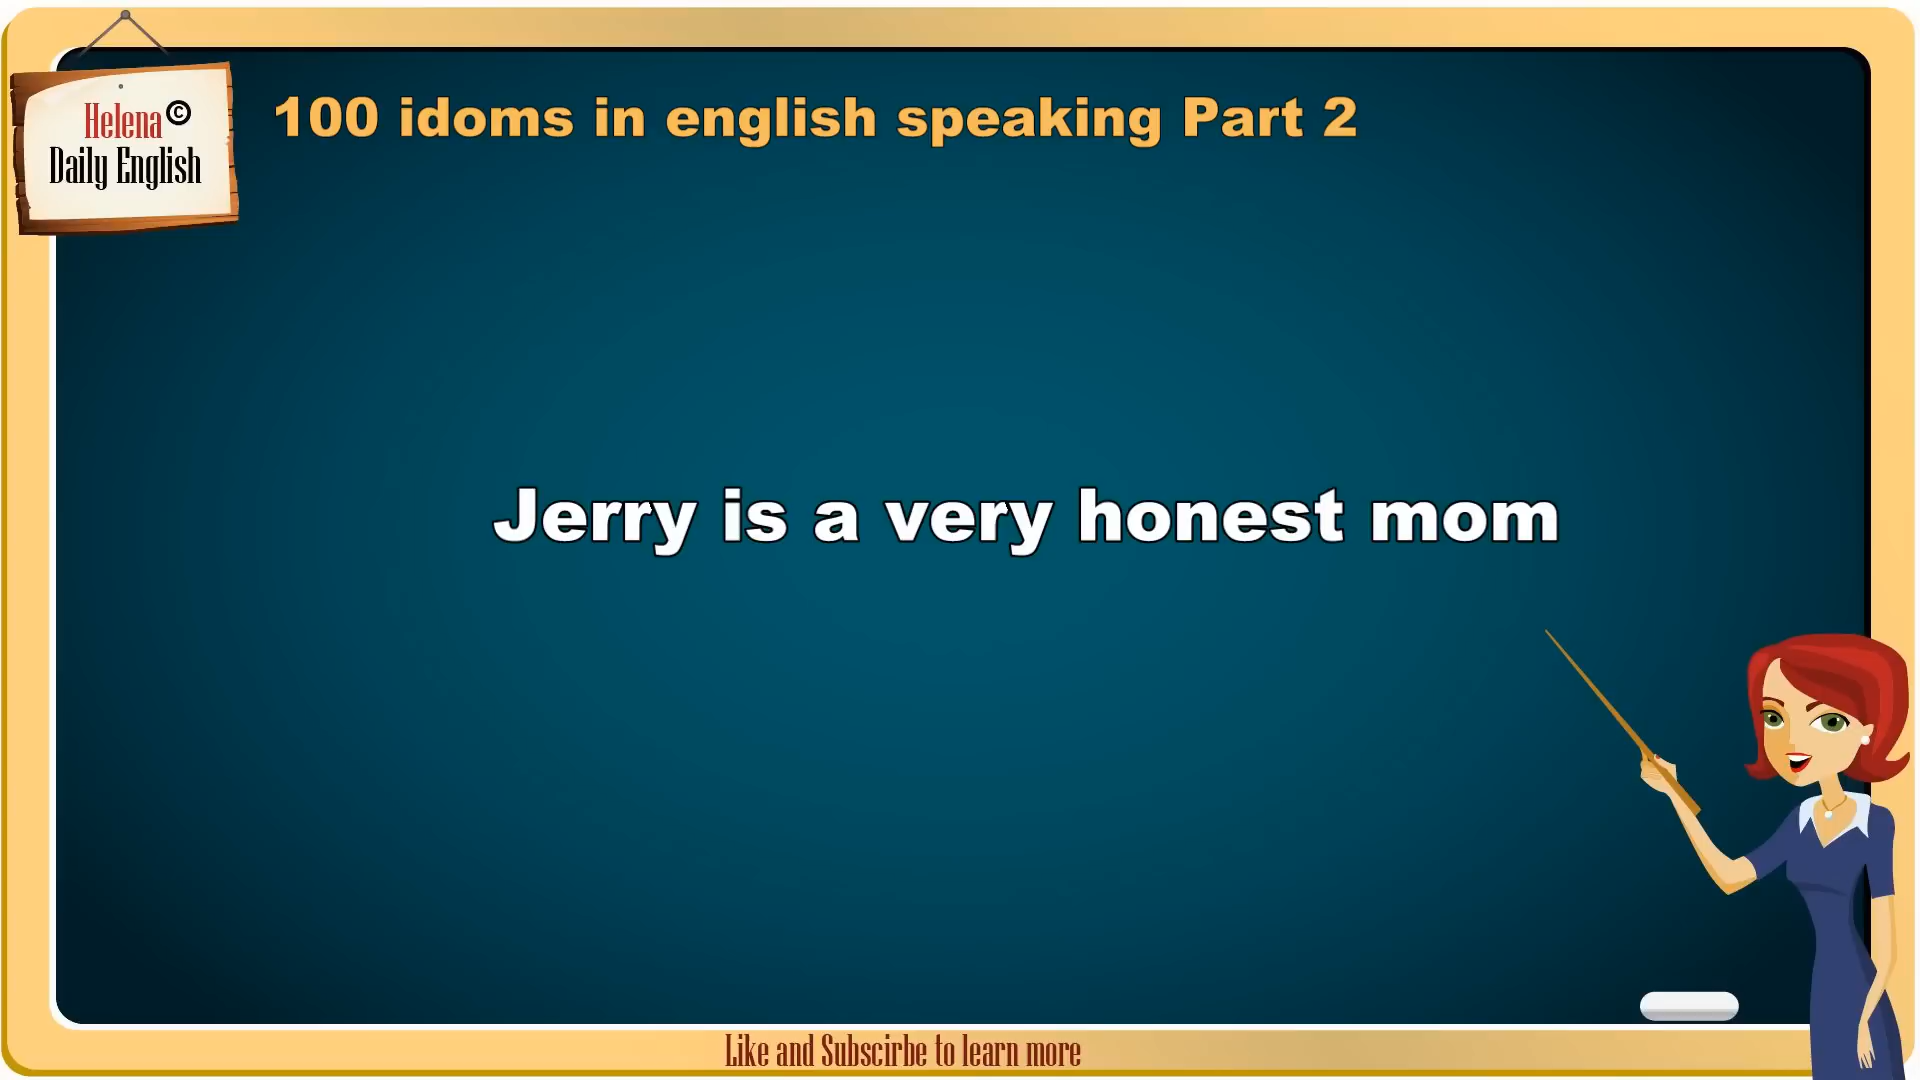 Helena ©
Daily English
100 idoms in english speaking Part 2
Jerry is a very honest mom
Like and Subscirbe to learn more